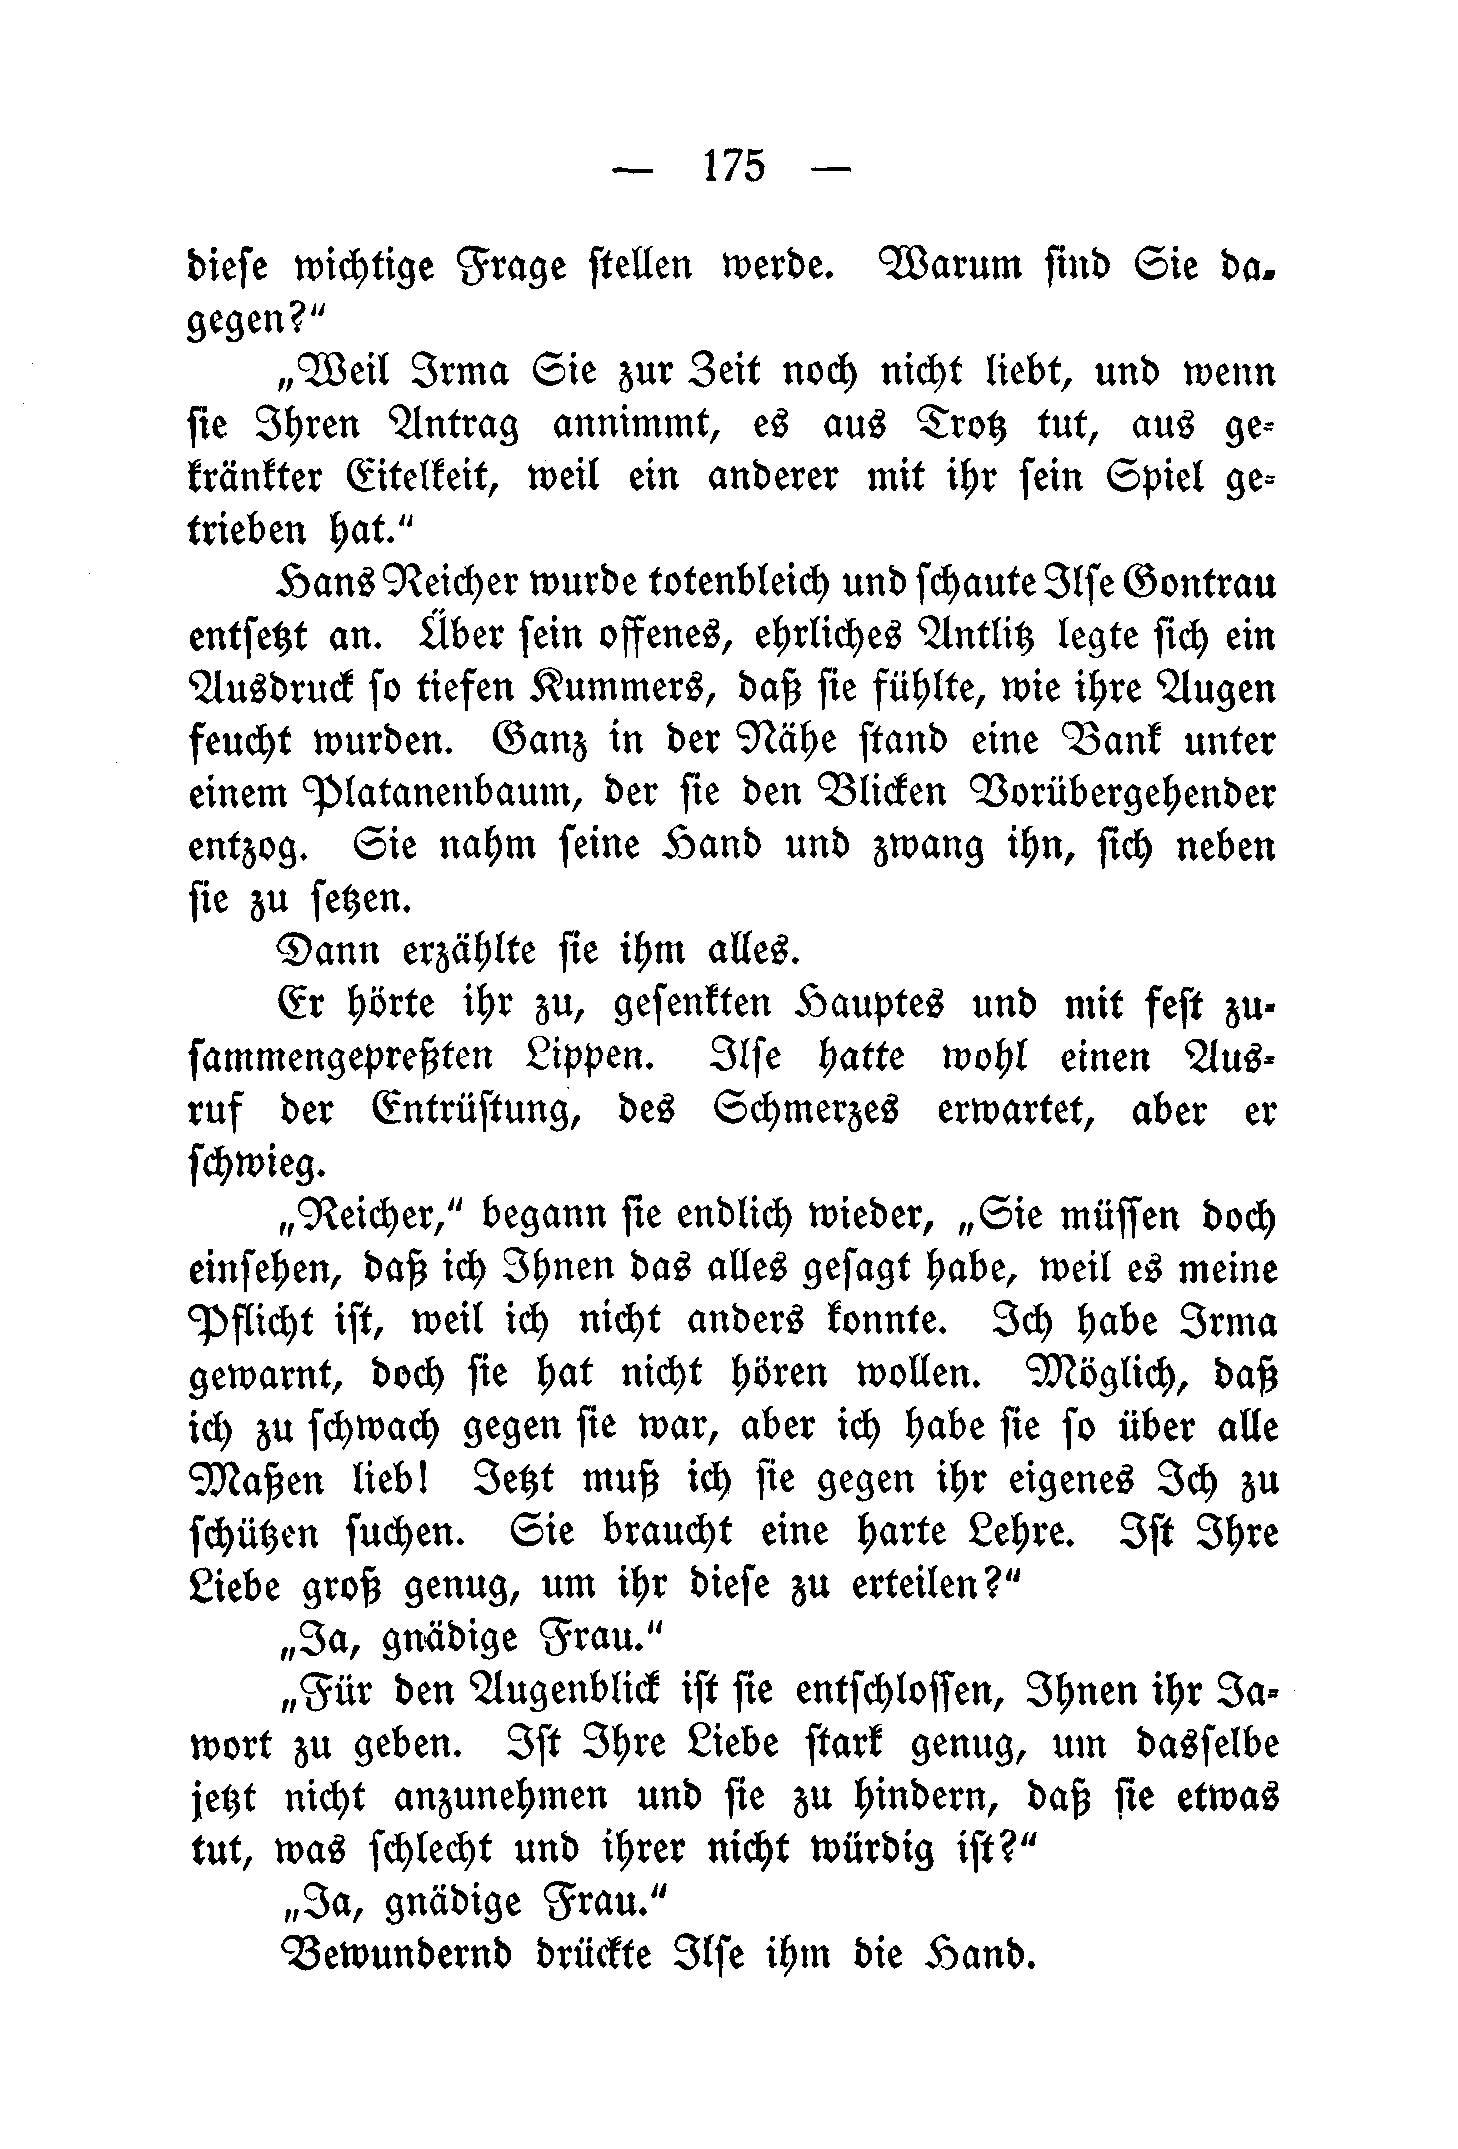 — 175 —
diese wichtige Frage stellen werde. Warum sind Sie da-
gegen?“
„Weil Irma Sie zur Zeit noch nicht liebt, und wenn
sie Ihren Antrag annimmt, es aus Trotz tut, aus ge-
kränkter Eitelkeit, weil ein anderer mit ihr sein Spiel ge-
trieben hat.“
Hans Reicher wurde totenbleich und schaute Ilse Gontrau
entsetzt an. Über sein offenes, ehrliches Antlitz legte sich ein
Ausdruck so tiefen Kummers, daß sie fühlte, wie ihre Augen
feucht wurden. Ganz in der Nähe stand eine Bank unter
einem Platanenbaum, der sie den Blicken Vorübergehender
entzog. Sie nahm seine Hand und zwang ihn, sich neben
sie zu setzen.
Dann erzählte sie ihm alles.
Er hörte ihr zu, gesenkten Hauptes und mit fest zu-
sammengepreßten Lippen. Ilse hatte wohl einen Aus-
ruf der Entrüstung, des Schmerzes erwartet, aber er
schwieg.
„Reicher,“ begann sie endlich wieder, „Sie müssen doch
einsehen, daß ich Ihnen das alles gesagt habe, weil es meine
Pflicht ist, weil ich nicht anders konnte. Ich habe Irma
gewarnt, doch sie hat nicht hören wollen. Möglich, daß
ich zu schwach gegen sie war, aber ich habe sie so über alle
Maßen lieb! Jetzt muß ich sie gegen ihr eigenes Ich zu
schützen suchen. Sie braucht eine harte Lehre. Ist Ihre
Liebe groß genug, um ihr diese zu erteilen?“
„Ja, gnädige Frau.“
„Für den Augenblick ist sie entschlossen, Ihnen ihr Ja-
wort zu geben. Ist Ihre Liebe stark genug, um dasselbe
jetzt nicht anzunehmen und sie zu hindern, daß sie etwas
tut, was schlecht und ihrer nicht würdig ist?“
„Ja, gnädige Frau.“
Bewundernd drückte Ilse ihm die Hand.